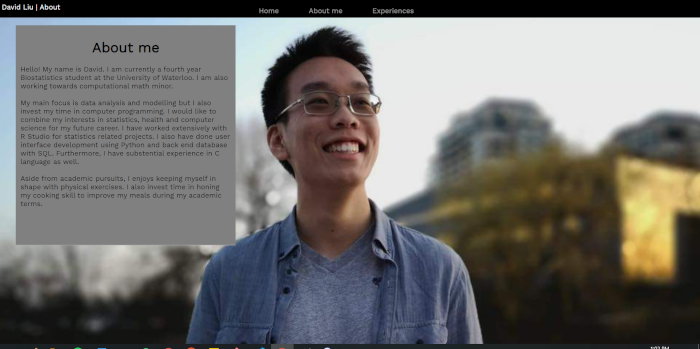 David Liu | About
Home About me Experiences
About me
Hello! My name is David. I am currently a fourth year
Biostatistics student at the University of Waterloo. I am also
working towards computational math minor.
My main focus is data analysis and modelling but I also
invest my time in computer programming. I would like to
combine my interests in statistics, health and computer
science for my future career. I have worked extensively with
R Studio for statistics related projects. I also have done user
interface development using Python and back end database
with SQL. Furthermore, I have substential experience in C
language as well.
Aside from academic pursuits, I enjoys keeping myself in
shape with physical exercises. I also invest time in honing
my cooking skill to improve my meals during my academic
terms.